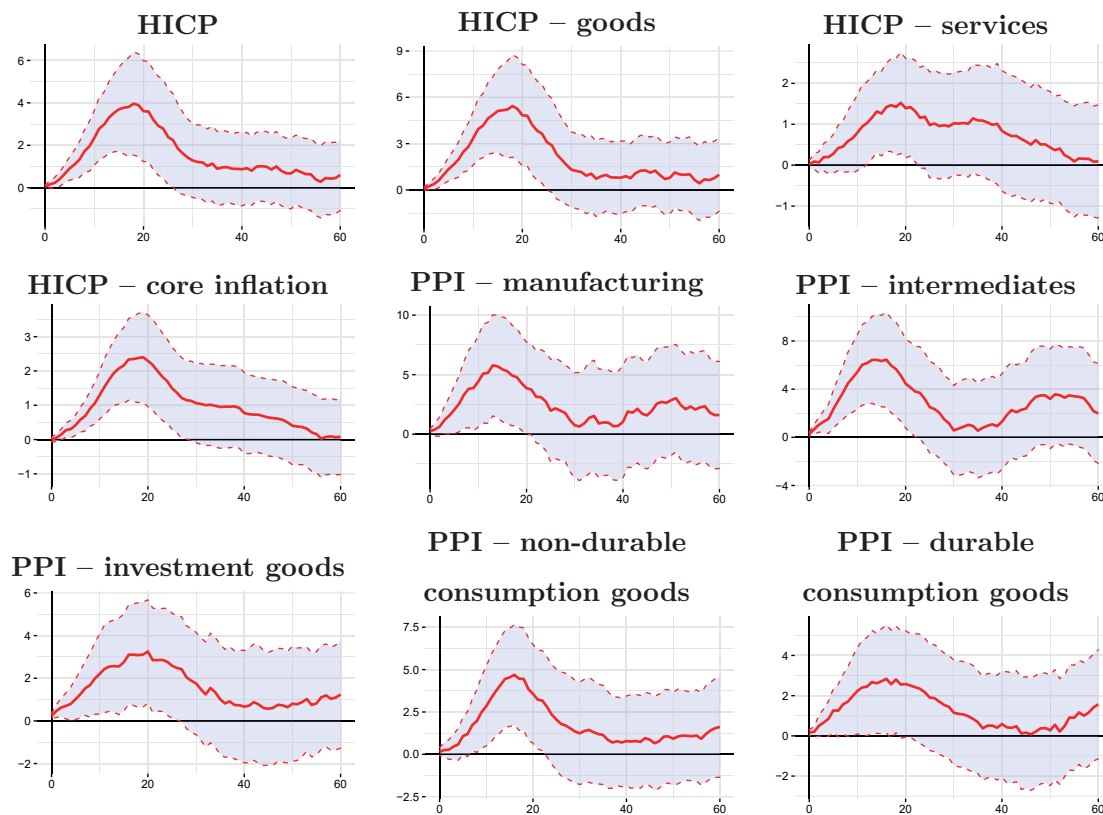 HICP
6
4
2
0
0 20 40 60
HICP – goods
9
6
3
0
0 20 40 60
HICP – services
2
1
0
−1
0 20 40 60
HICP – core inflation
3
2
1
0
−1
0 20 40 60
PPI – manufacturing
10
5
0
0 20 40 60
PPI – intermediates
8
4
0
−4
0 20 40 60
PPI – investment goods
6
4
2
0
−2
0 20 40 60
PPI – non-durable
consumption goods
7.5
5.0
2.5
0.0
−2.5
0 20 40 60
PPI – durable
consumption goods
4
2
0
−2
0 20 40 60